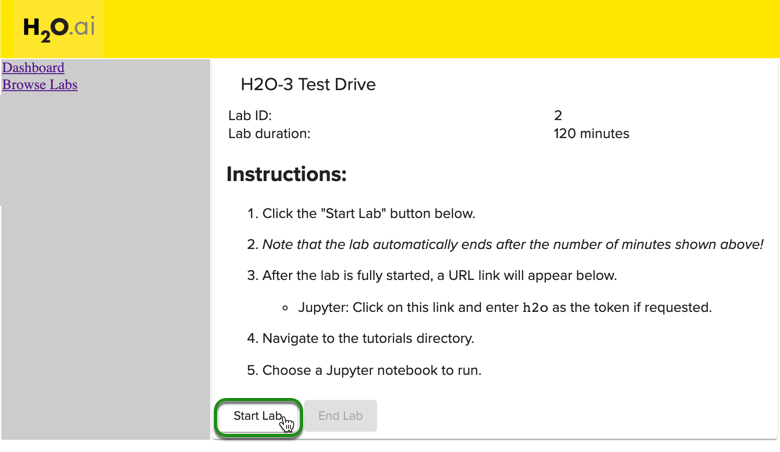 H2O.ai
Dashboard
Browse Labs
H2O-3 Test Drive
Lab ID: 2
Lab duration: 120 minutes
Instructions:
1. Click the "Start Lab" button below.
2. Note that the lab automatically ends after the number of minutes shown above!
3. After the lab is fully started, a URL link will appear below.
Jupyter: Click on this link and enter h2o as the token if requested.
4. Navigate to the tutorials directory.
5. Choose a Jupyter notebook to run.
Start Lab End Lab